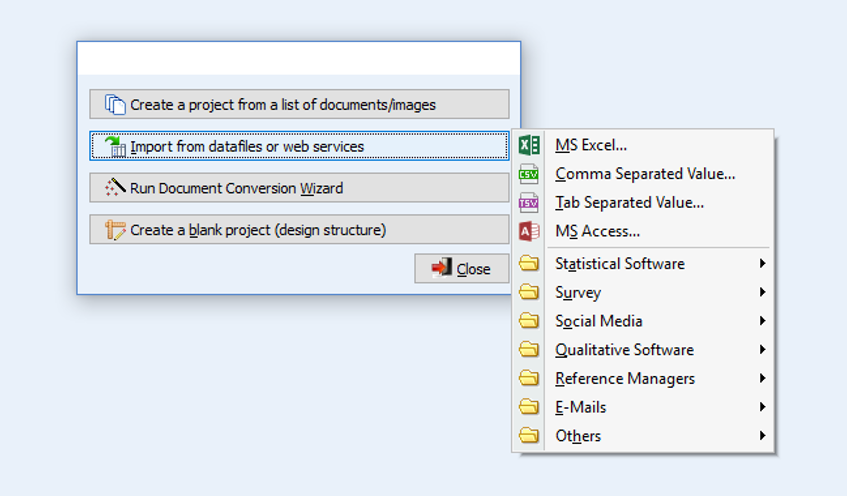 Create a project from a list of documents/images
Import from datafiles or web services
Run Document Conversion Wizard
Create a blank project (design structure)
Close
MS Excel...
CSV
Comma Separated Value...
TSV
Tab Separated Value...
MS Access...
Statistical Software
Survey
Social Media
Qualitative Software
Reference Managers
E-Mails
Others